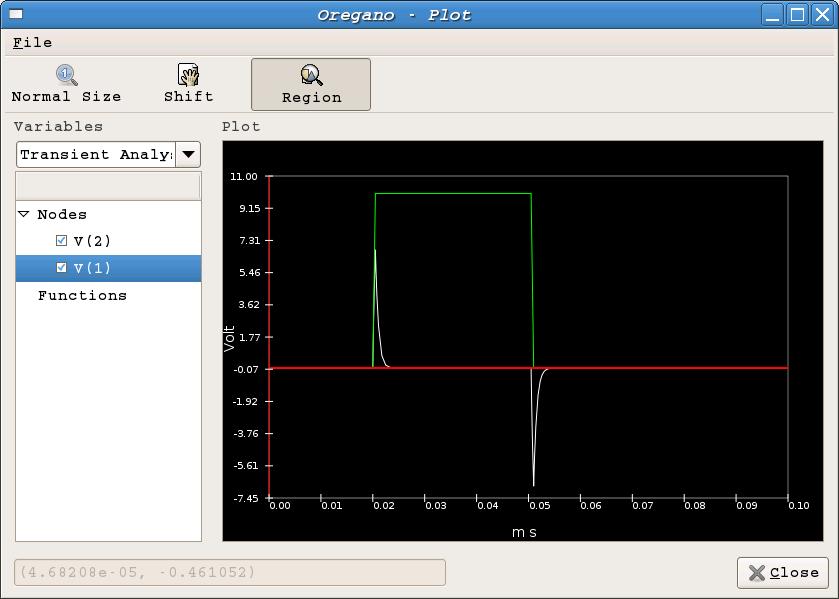 Oregano - Plot
File
Normal Size
Shift
Region
Variables
Plot
Transient Analy
Nodes
V(2)
V(1)
Functions
11.00
9.15
7.31
5.46
3.62
1.77
-0.07
-1.92
-3.76
-5.61
-7.45
Volt
0.00 0.01 0.02 0.03 0.04 0.05 0.06 0.07 0.08 0.09 0.10
m s
(4.68208e-05, -0.461052)
Close